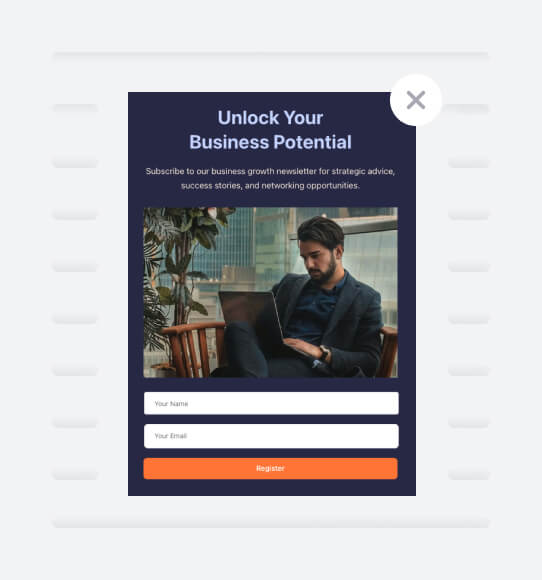 Unlock Your
Business Potential
Subscribe to our business growth newsletter for strategic advice,
success stories, and networking opportunities.
Your Name
Your Email
Register